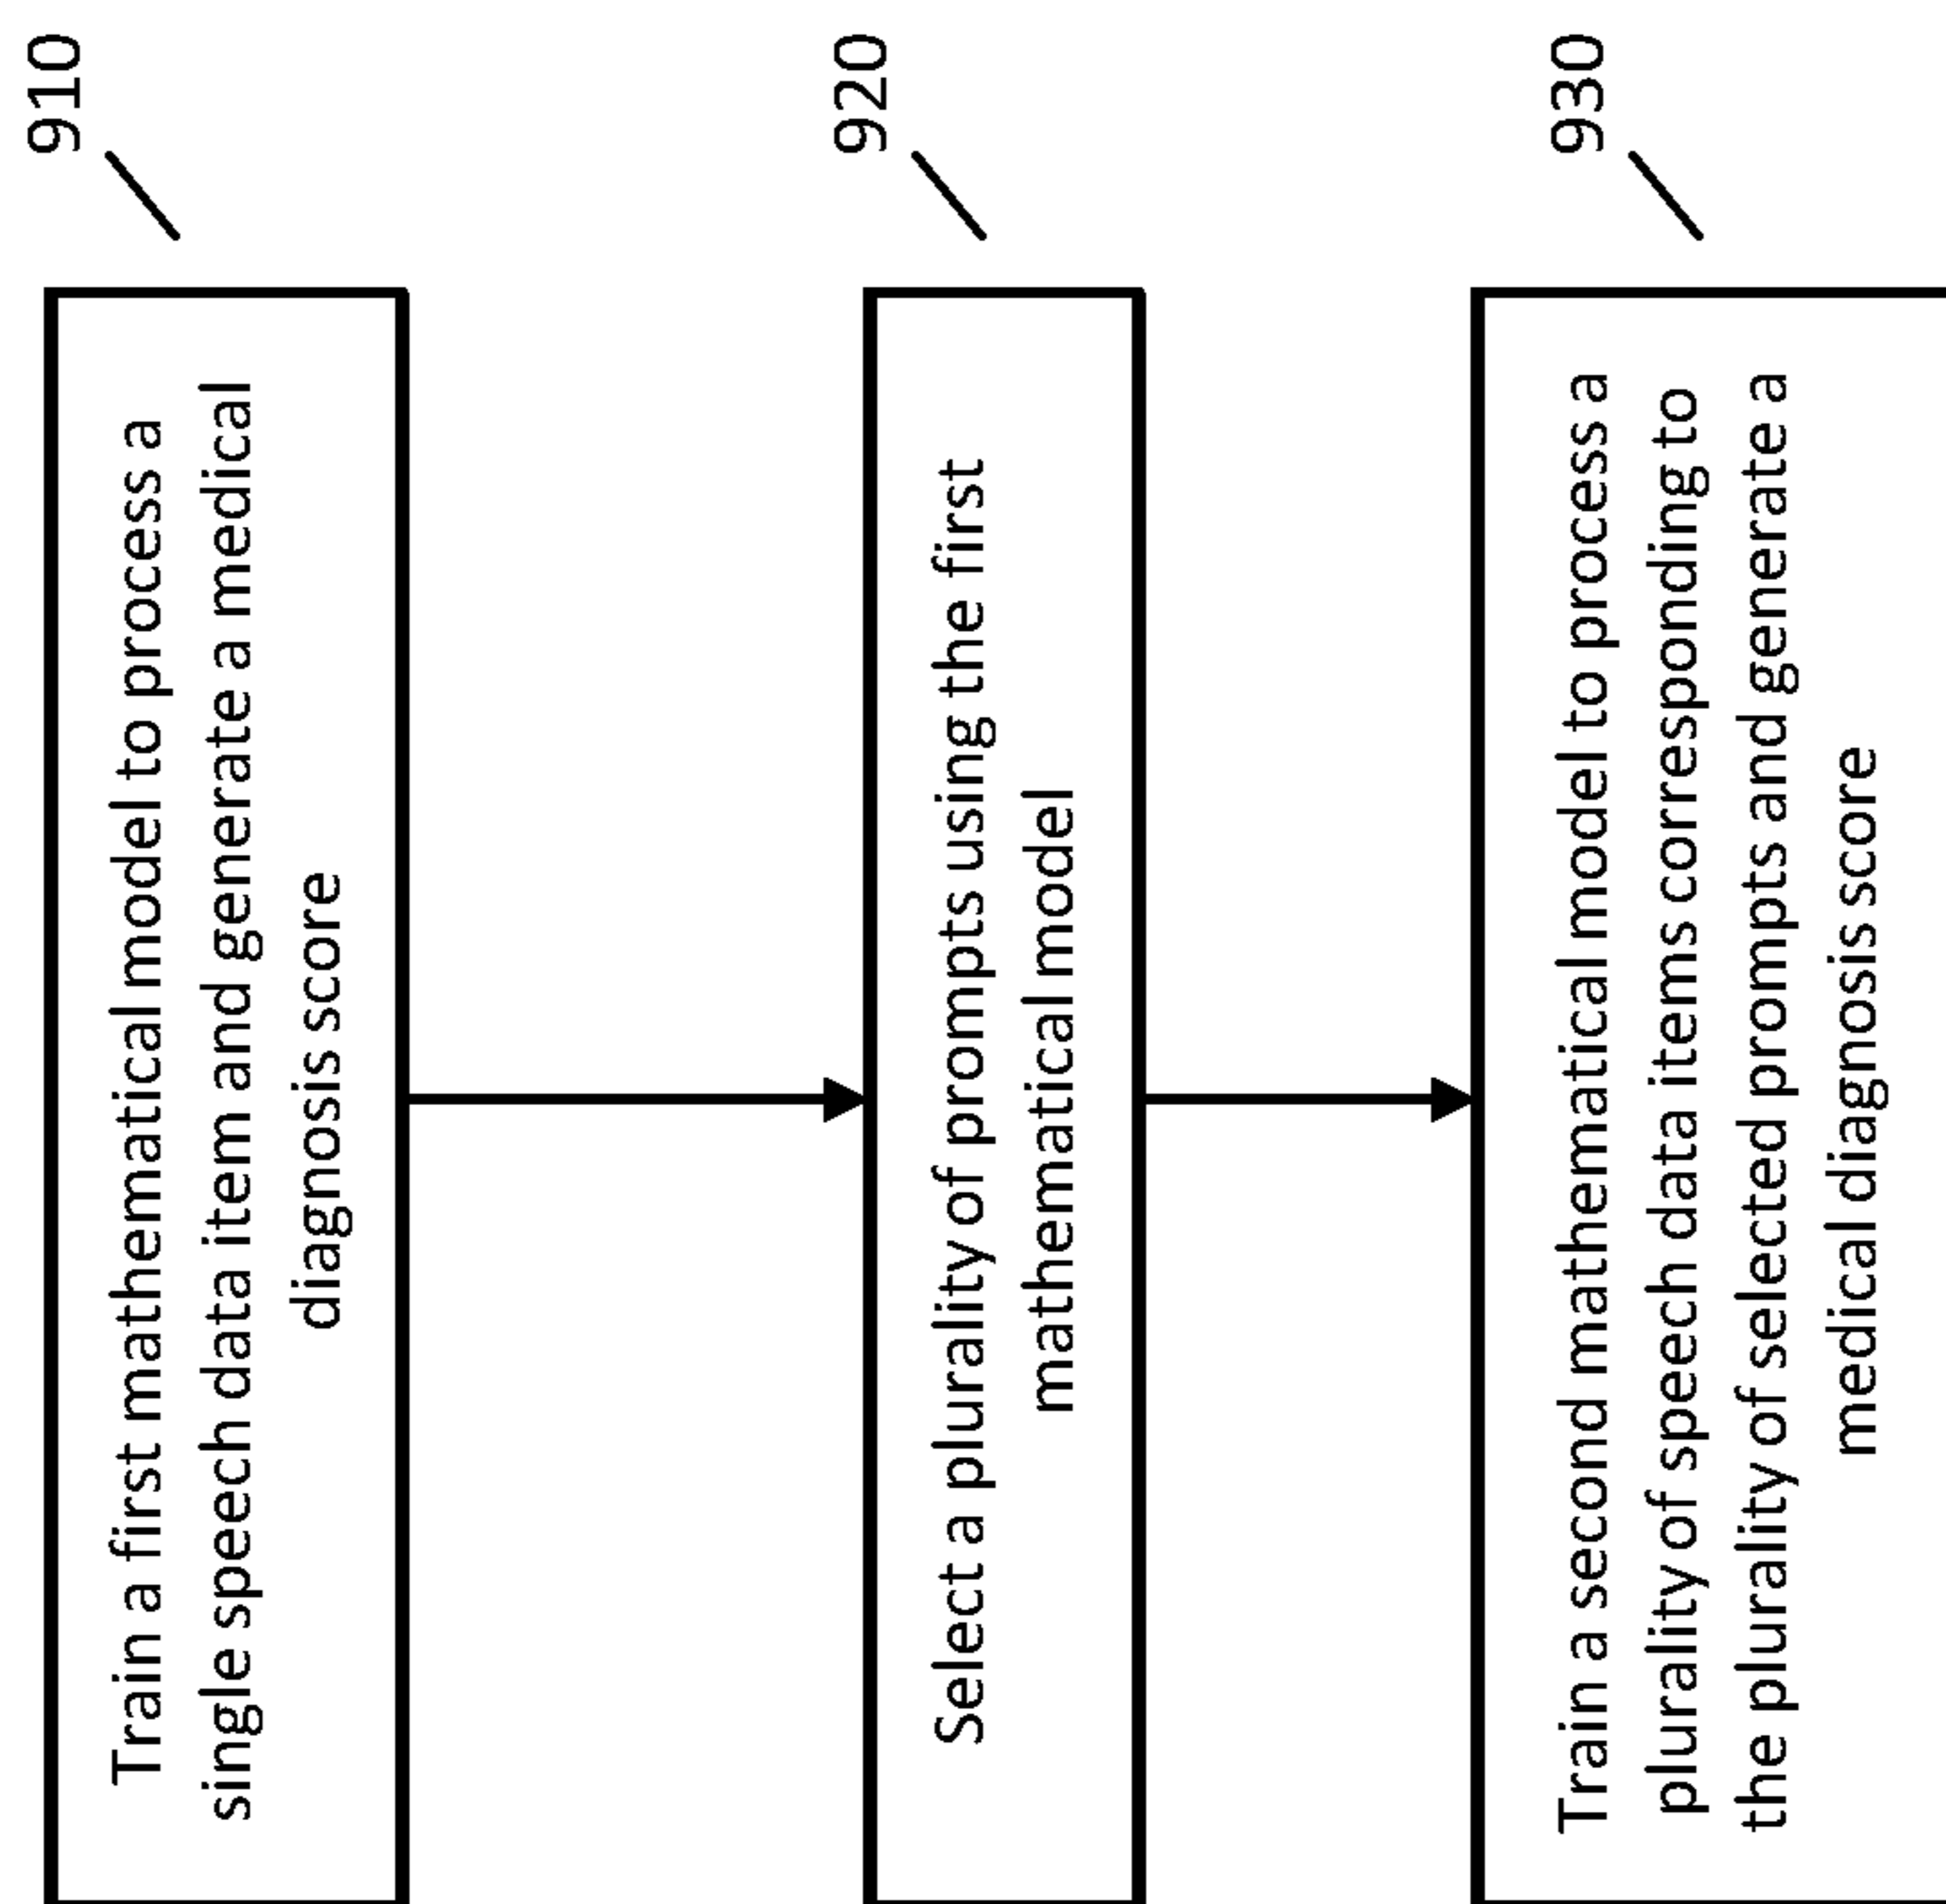 910
Train a first mathematical model to process a
single speech data item and generate a medical
diagnosis score
920
Select a plurality of prompts using the first
mathematical model
930
Train a second mathematical model to process a
plurality of speech data items corresponding to
the plurality of selected prompts and generate a
medical diagnosis score